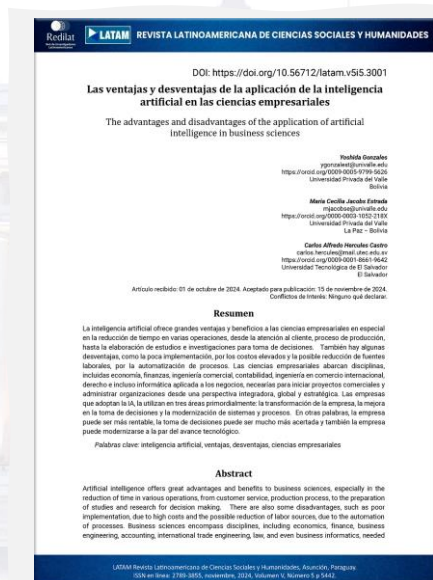 Redilat
LATAM
REVISTA LATINOAMERICANA DE CIENCIAS SOCIALES Y HUMANIDADES
DOI: https://doi.org/10.56712/latam.v5i5.3001
Las ventajas y desventajas de la aplicación de la inteligencia
artificial en las ciencias empresariales
The advantages and disadvantages of the application of artificial
intelligence in business sciences
Yoshida Gonzales
ygonzalest@univalle.edu
https://orcid.org/0009-0005-9799-5626
Universidad Privada del Valle
Bolivia
María Cecilia Jacobs Estrada
mjacobse@univalle.edu
https://orcid.org/0000-0003-1052-218X
Universidad Privada del Valle
La Paz – Bolivia
Carlos Alfredo Hercules Castro
carlos.hercules@mail.utec.edu.sv
https://orcid.org/0009-0001-8661-9642
Universidad Tecnológica de El Salvador
El Salvador
Artículo recibido: 01 de octubre de 2024. Aceptado para publicación: 15 de noviembre de 2024.
Conflictos de Interés: Ninguno que declarar.
Resumen
La inteligencia artificial ofrece grandes ventajas y beneficios a las ciencias empresariales en especial
en la reducción de tiempo en varias operaciones, desde la atención al cliente, proceso de producción,
hasta la elaboración de estudios e investigaciones para toma de decisiones. También hay algunas
desventajas, como la poca implementación, por los costos elevados y la posible reducción de fuentes
laborales, por la automatización de procesos. Las ciencias empresariales abarcan disciplinas,
incluidas economía, finanzas, ingeniería comercial, contabilidad, ingeniería en comercio internacional,
derecho e incluso informática aplicada a los negocios, necearías para iniciar proyectos comerciales y
administrar organizaciones desde una perspectiva integradora, global y estratégica. Las empresas
que adoptan la IA, la utilizan en tres áreas primordialmente: la transformación de la empresa, la mejora
en la toma de decisiones y la modernización de sistemas y procesos. En otras palabras, la empresa
puede ser más rentable, la toma de decisiones puede ser mucho más acertada y también la empresa
puede modernizarse a la par del avance tecnológico.
Palabras clave: inteligencia artificial, ventajas, desventajas, ciencias empresariales
Abstract
Artificial intelligence offers great advantages and benefits to business sciences, especially in the
reduction of time in various operations, from customer service, production process, to the preparation
of studies and research for decision making. There are also some disadvantages, such as poor
implementation, due to high costs and the possible reduction of labor sources, due to the automation
of processes. Business sciences encompass disciplines, including economics, finance, business
engineering, accounting, international trade engineering, law, and even business informatics, needed
LATAM Revista Latinoamericana de Ciencias Sociales y Humanidades, Asunción, Paraguay.
ISSN en línea: 2789-3855, noviembre, 2024, Volumen V, Número 5 p 5442.